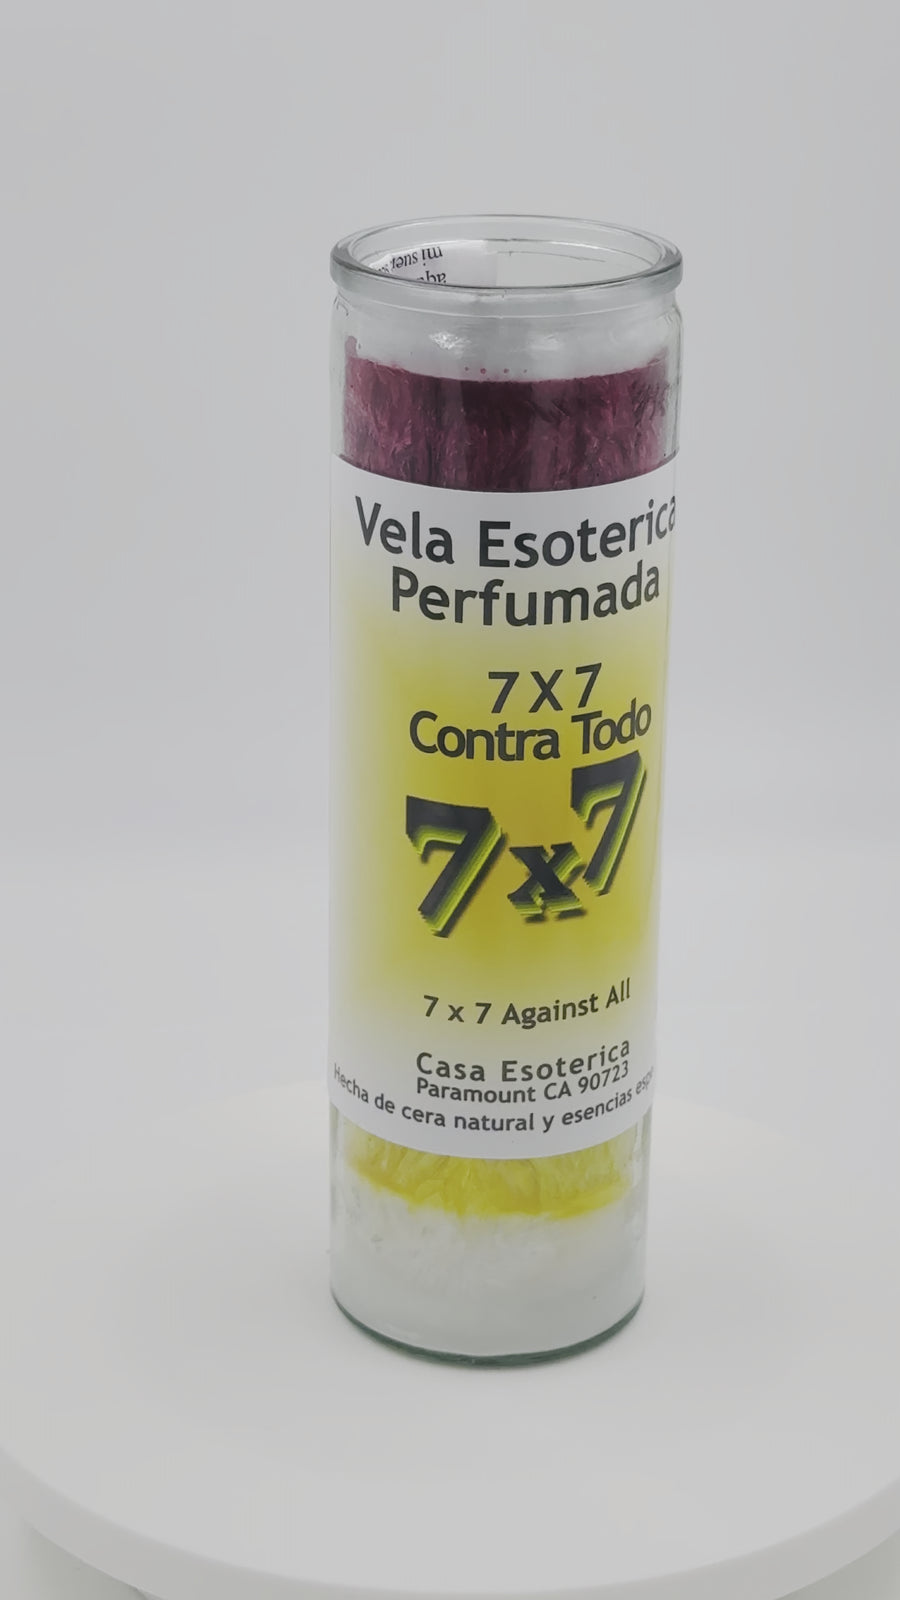 mi
Vela Esoterica
Perfumada
7 X 7
Contra Todo
7x7
7 x 7 Against All
Casa Esoterica
Paramount CA 90723
Hecha de cera natural y esencias